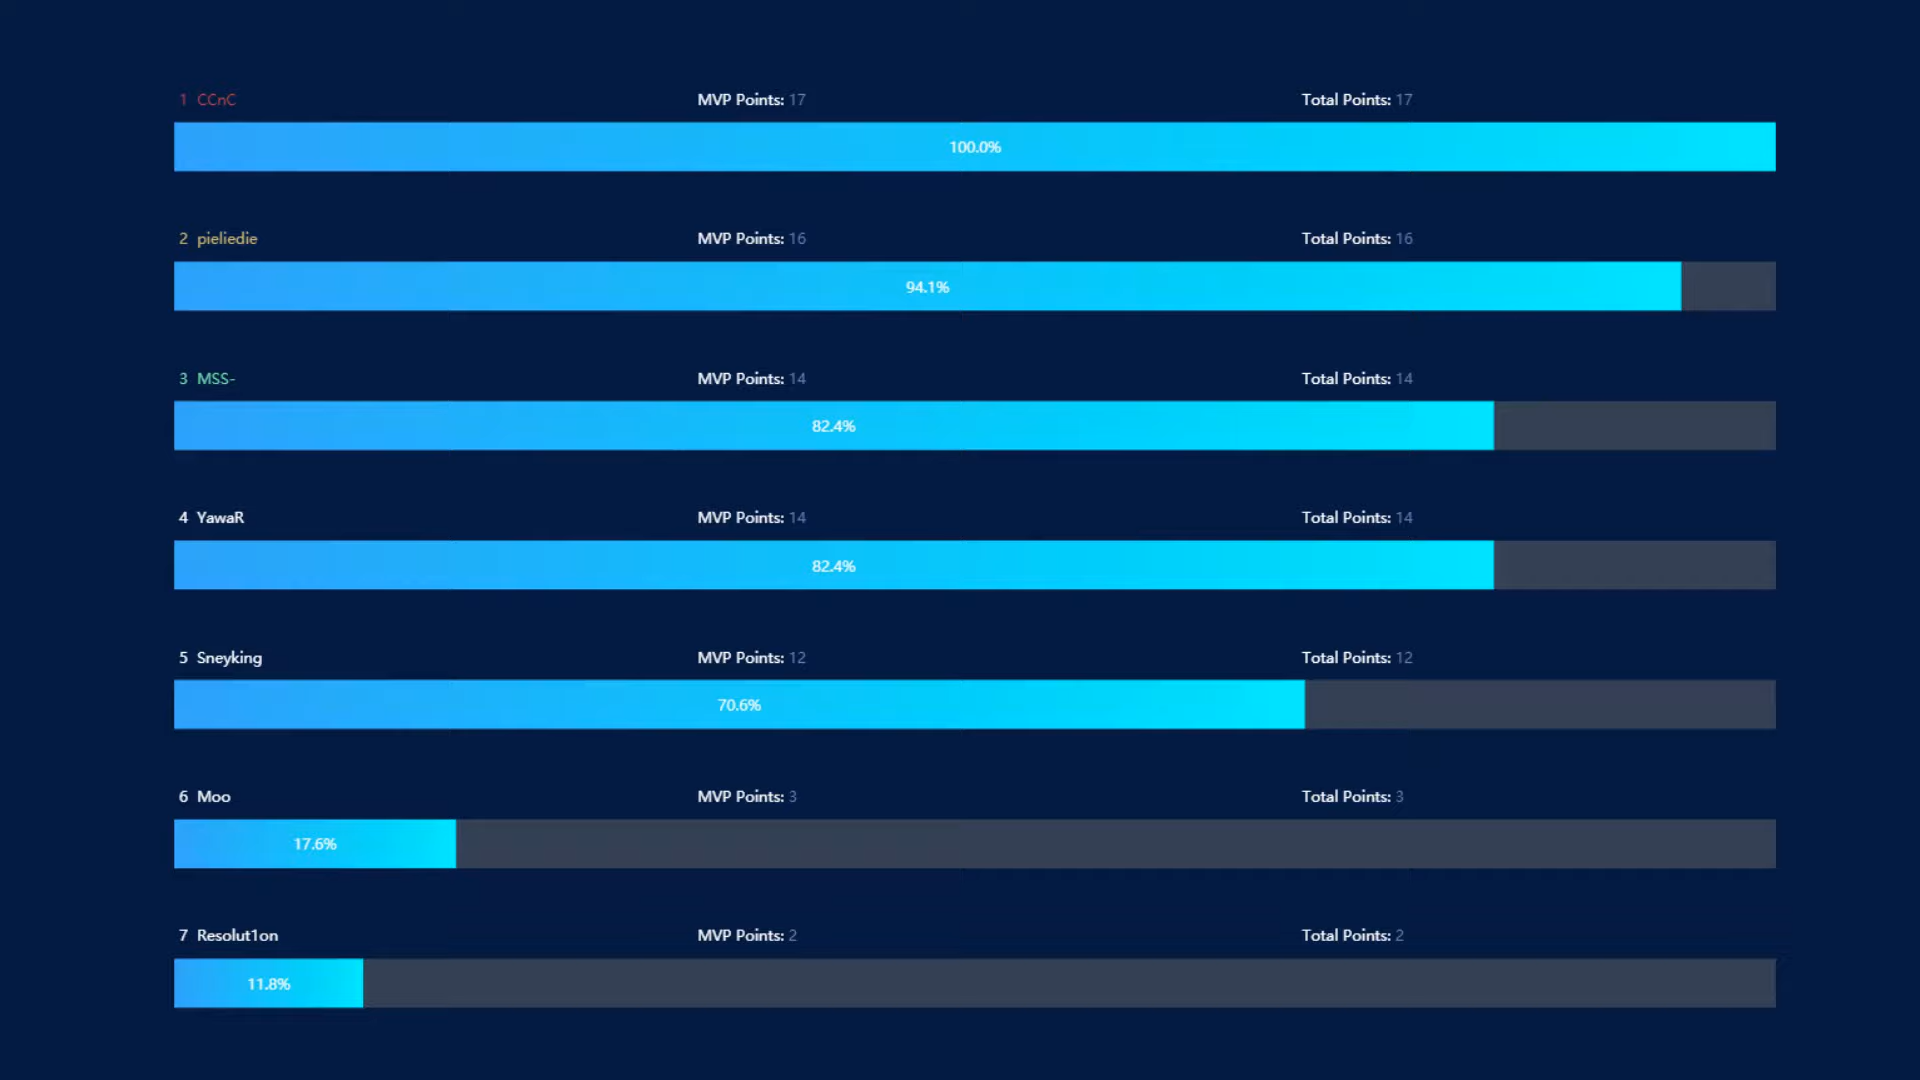 1 CCnC MVP Points: 17 Total Points: 17
100.0%
2 pieliedie MVP Points: 16 Total Points: 16
94.1%
3 MSS- MVP Points: 14 Total Points: 14
82.4%
4 YawaR MVP Points: 14 Total Points: 14
82.4%
5 Sneyking MVP Points: 12 Total Points: 12
70.6%
6 Moo MVP Points: 3 Total Points: 3
17.6%
7 Resolut1on MVP Points: 2 Total Points: 2
11.8%